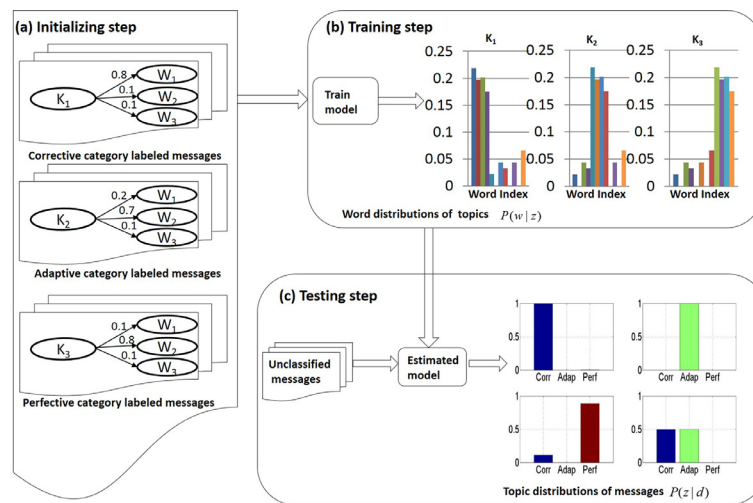 (a) Initializing step
K1
0.8
0.1
0.1
W1
W2
W3
Corrective category labeled messages
K2
0.2
0.7
0.1
W1
W2
W3
Adaptive category labeled messages
K3
0.1
0.8
0.1
W1
W2
W3
Perfective category labeled messages
(b) Training step
Train
model
K1
0.25
0.2
0.15
0.1
0.05
0
Word Index
K2
0.25
0.2
0.15
0.1
0.05
0
Word Index
K3
0.25
0.2
0.15
0.1
0.05
0
Word Index
Word distributions of topics P(w|z)
(c) Testing step
Unclassified
messages
Estimated
model
1
0.5
0
Corr Adap Perf
1
0.5
0
Corr Adap Perf
1
0.5
0
Corr Adap Perf
1
0.5
0
Corr Adap Perf
Topic distributions of messages P(z|d)